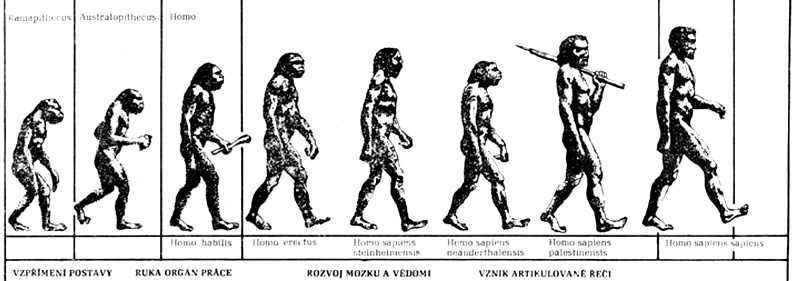 Ramapithecus
Australopithecus
Homo
Homo habilis
Homo erectus
Homo sapiens
steinheimensis
Homo sapiens
neanderthalensis
Homo sapiens
palestinensis
Homo sapiens sapiens
VZPŘÍMENÍ POSTAVY
RUKA ORGÁN PRÁCE
ROZVOJ MOZKU A VĚDOMÍ
VZNIK ARTIKULOVANÉ ŘEČI